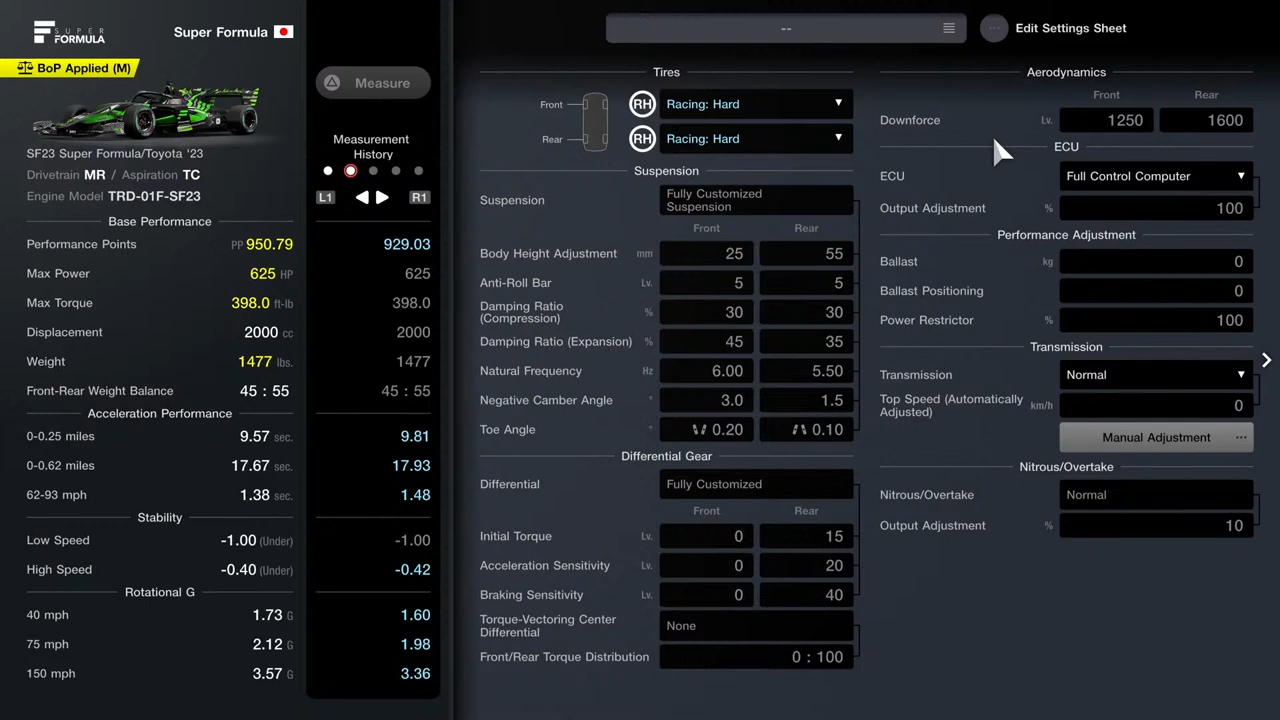 SUPER FORMULA
Super Formula
BoP Applied (M)
SF23 Super Formula/Toyota '23
Drivetrain MR / Aspiration TC
Engine Model TRD-01F-SF23
Base Performance
Performance Points PP 950.79
Max Power 625 HP
Max Torque 398.0 ft-lb
Displacement 2000 cc
Weight 1477 lbs.
Front-Rear Weight Balance 45 : 55
Acceleration Performance
0-0.25 miles 9.57 sec.
0-0.62 miles 17.67 sec.
62-93 mph 1.38 sec.
Stability
Low Speed -1.00 (Under)
High Speed -0.40 (Under)
Rotational G
40 mph 1.73 G
75 mph 2.12 G
150 mph 3.57 G
Measure
Measurement
History
L1 R1
929.03
625
398.0
2000
1477
45 : 55
9.81
17.93
1.48
-1.00
-0.42
1.60
1.98
3.36
-- Edit Settings Sheet
Tires
Front RH Racing: Hard
Rear RH Racing: Hard
Suspension
Suspension Fully Customized
Suspension
Front Rear
Body Height Adjustment mm 25 55
Anti-Roll Bar Lv. 5 5
Damping Ratio
(Compression) % 30 30
Damping Ratio (Expansion) % 45 35
Natural Frequency Hz 6.00 5.50
Negative Camber Angle ° 3.0 1.5
Toe Angle ° 0.20 0.10
Differential Gear
Differential Fully Customized
Front Rear
Initial Torque Lv. 0 15
Acceleration Sensitivity Lv. 0 20
Braking Sensitivity Lv. 0 40
Torque-Vectoring Center
Differential None
Front/Rear Torque Distribution 0 : 100
Aerodynamics
Front Rear
Downforce Lv. 1250 1600
ECU
ECU Full Control Computer
Output Adjustment % 100
Performance Adjustment
Ballast kg 0
Ballast Positioning 0
Power Restrictor % 100
Transmission
Transmission Normal
Top Speed (Automatically
Adjusted) km/h 0
Manual Adjustment ...
Nitrous/Overtake
Nitrous/Overtake Normal
Output Adjustment % 10